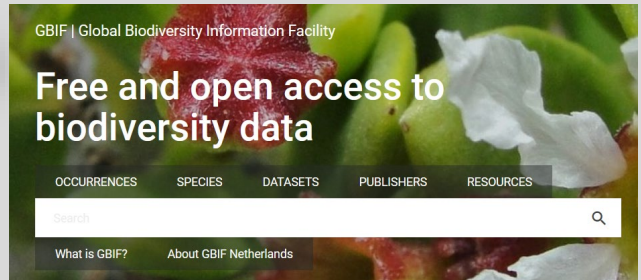 GBIF | Global Biodiversity Information Facility
Free and open access to
biodiversity data
OCCURRENCES SPECIES DATASETS PUBLISHERS RESOURCES
Search
What is GBIF? About GBIF Netherlands